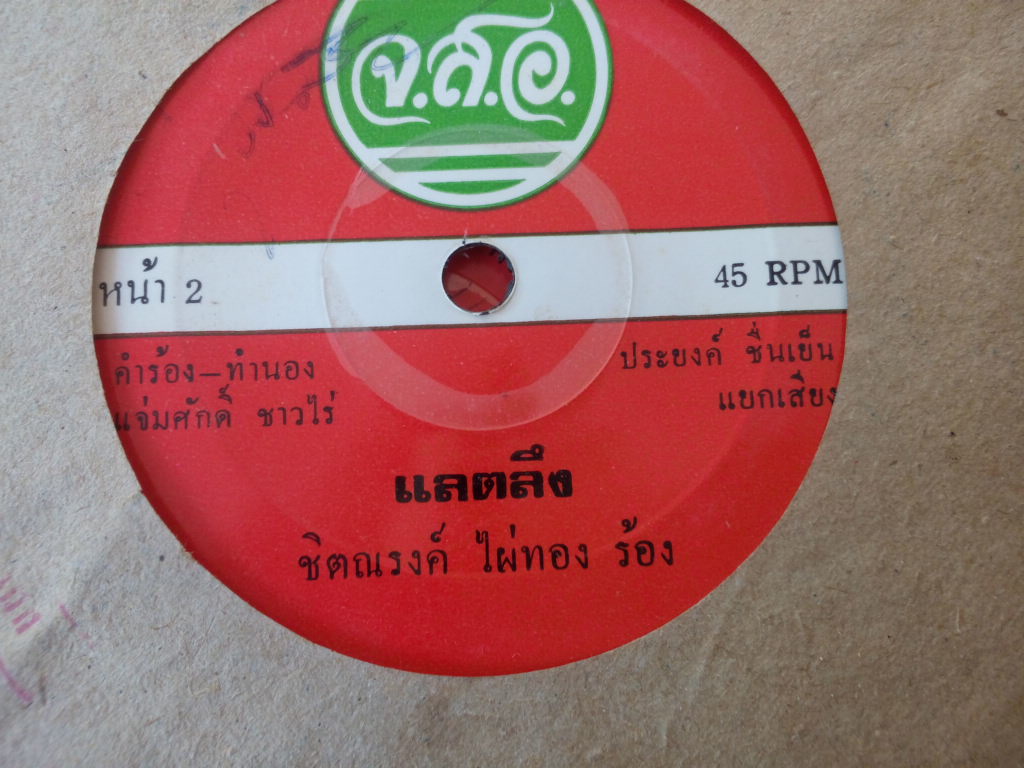 จ.ส.อ.
หน้า 2
45 RPM
คำร้อง–ทำนอง
แจ่มศักดิ์ ชาวไร่
ประยงค์ ชื่นเย็น
แยกเสียง
แลตลึง
ชิตณรงค์ ไผ่ทอง ร้อง